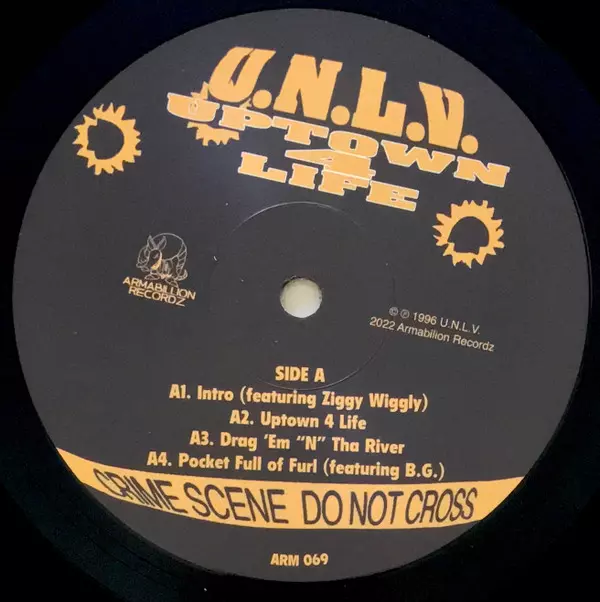 U.N.L.V.
UPTOWN
4
LIFE
ARMABILLION
RECORDZ
© ℗ 1996 U.N.L.V.
2022 Armabilion Recordz
SIDE A
A1. Intro (featuring Ziggy Wiggly)
A2. Uptown 4 Life
A3. Drag ’Em “N” Tha River
A4. Pocket Full of Furl (featuring B.G.)
CRIME SCENE DO NOT CROSS
ARM 069